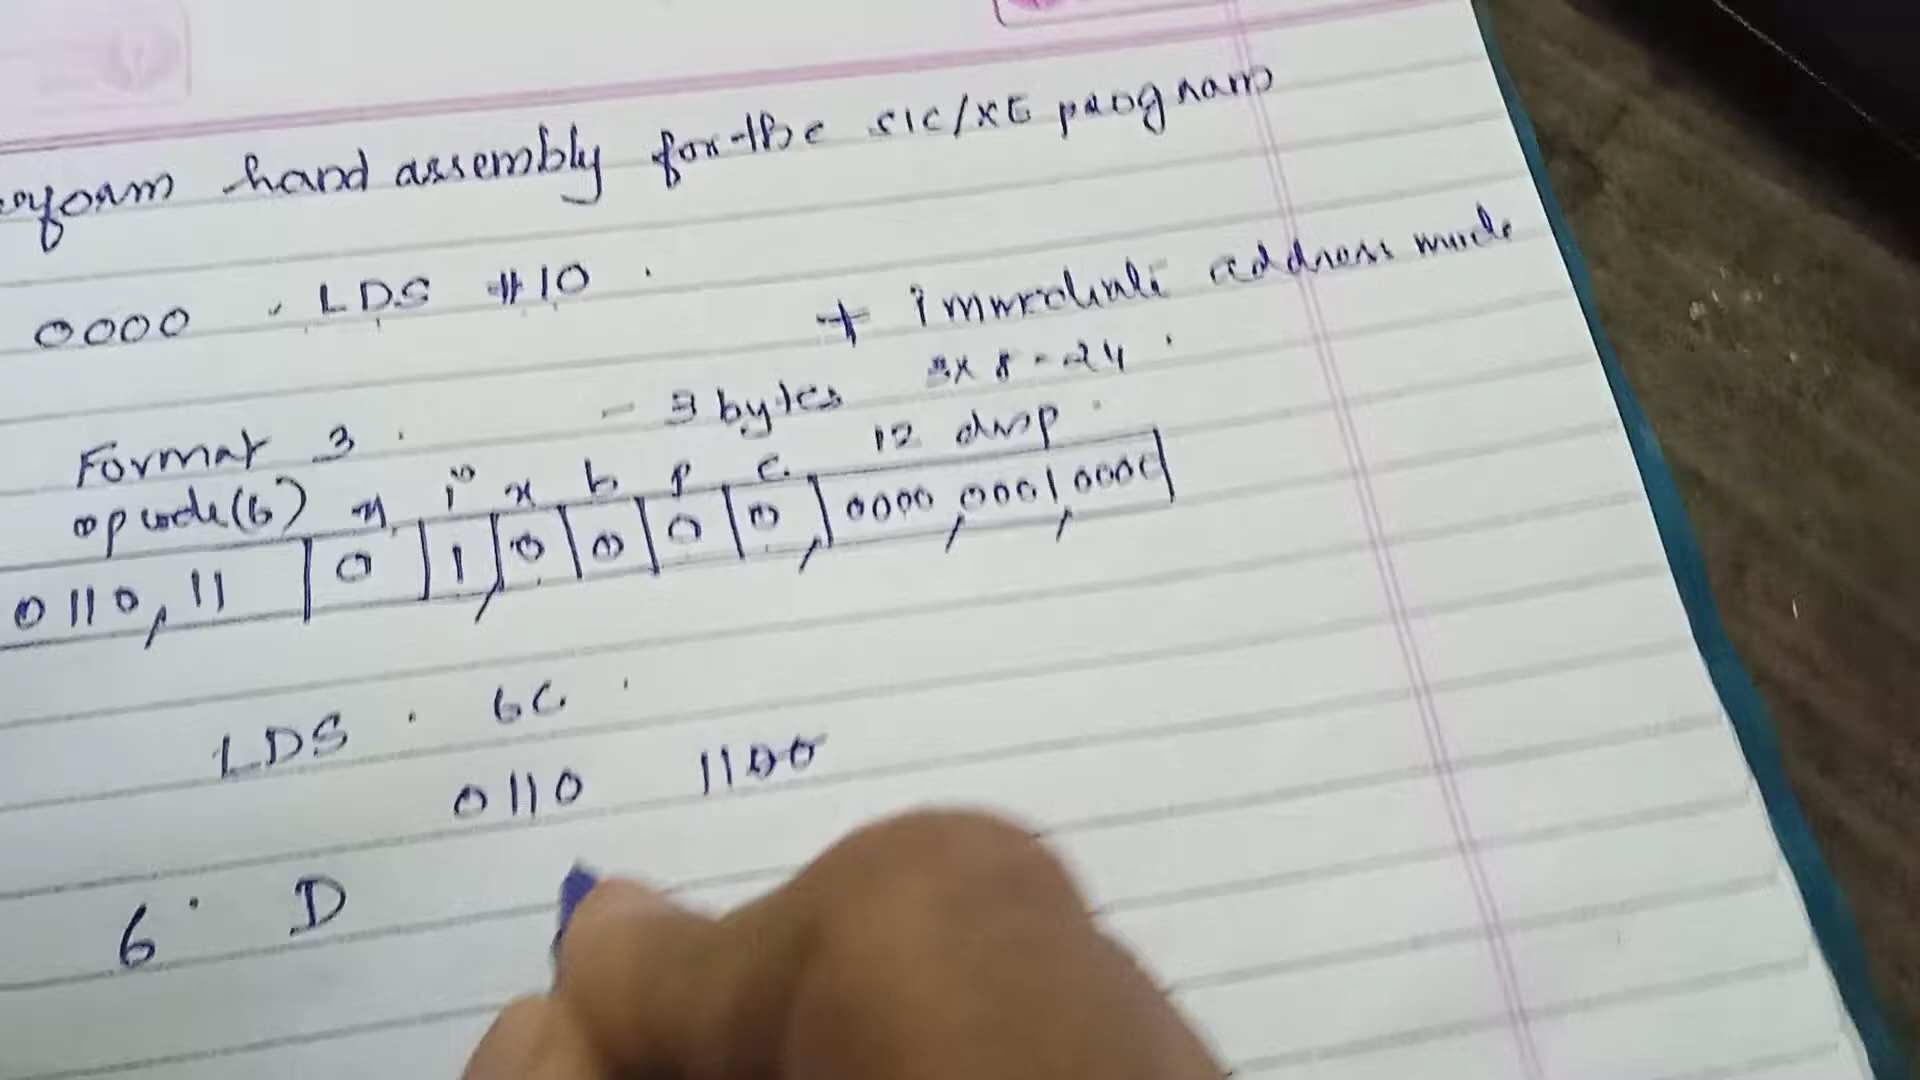 hand assembly for the SIC/XE program
0000 . LDS #10 .
+ immediate address mode
Format 3 . - 3 bytes 3x8-24
opcode(6) n i x b p e 12 disp
0110,11 0 1 0 0 0 0 0000,0001,0000
LDS . 6C .
0110 1100
6 D